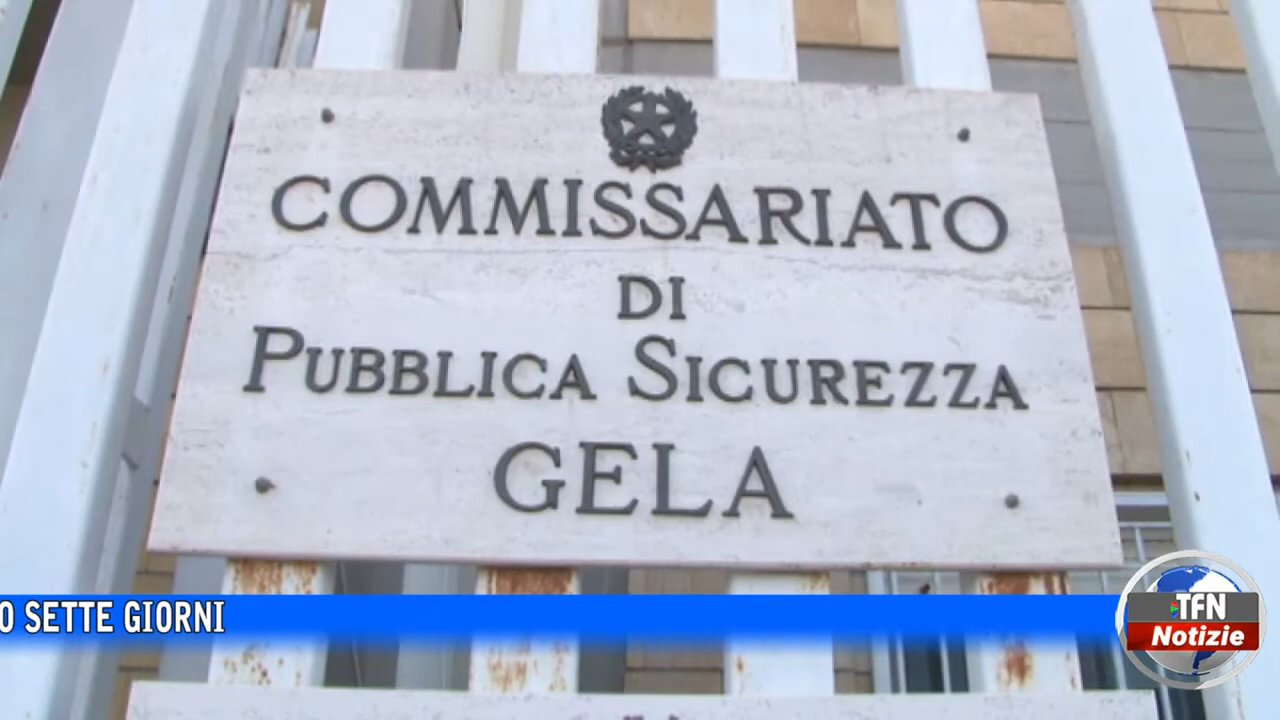 COMMISSARIATO
DI
PUBBLICA SICUREZZA
GELA
O SETTE GIORNI
TFN
Notizie